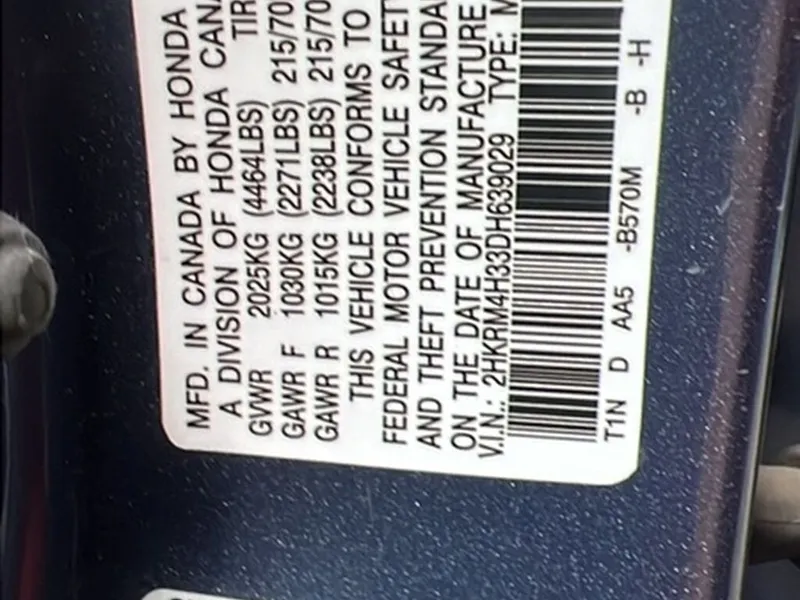 MFD. IN CANADA BY HONDA
A DIVISION OF HONDA CANA
GVWR 2025KG (4464LBS) TIR
GAWR F 1030KG (2271LBS) 215/70
GAWR R 1015KG (2238LBS) 215/70
THIS VEHICLE CONFORMS TO
FEDERAL MOTOR VEHICLE SAFET
AND THEFT PREVENTION STANDA
ON THE DATE OF MANUFACTURE
V.I.N.: 2HKRM4H33DH639029 TYPE: M
T1N D AA5 -B570M -B -H